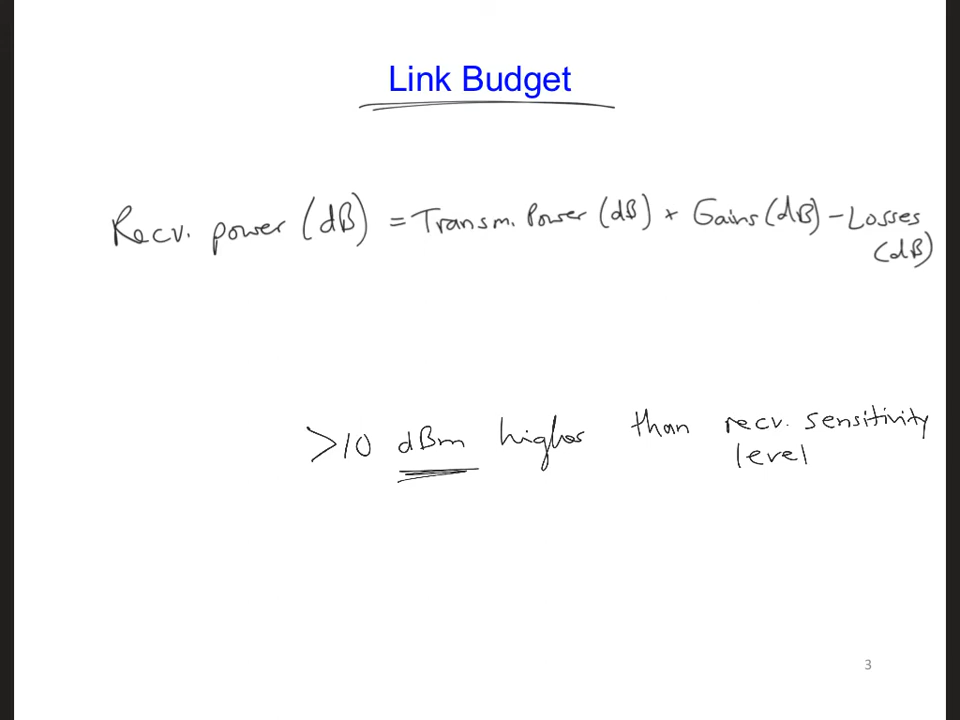 Link Budget
Recv. power (dB) = Transm. Power (dB) + Gains (dB) - Losses
(dB)
>10 dBm higher than recv. sensitivity
level
3